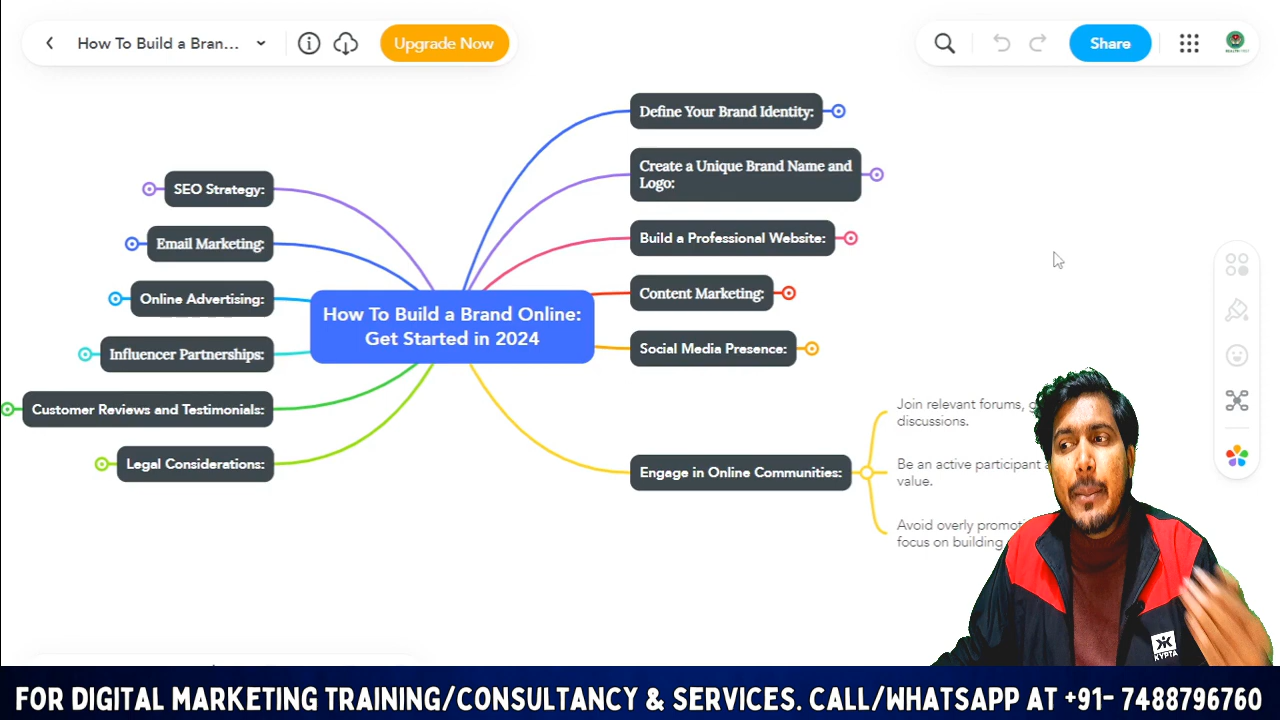 How To Build a Bran...
Upgrade Now
Share
Define Your Brand Identity:
Create a Unique Brand Name and
Logo:
Build a Professional Website:
Content Marketing:
Social Media Presence:
Engage in Online Communities:
Join relevant forums,
discussions.
Be an active participant
value.
Avoid overly
focus on building
SEO Strategy:
Email Marketing:
Online Advertising:
Influencer Partnerships:
Customer Reviews and Testimonials:
Legal Considerations:
How To Build a Brand Online:
Get Started in 2024
KYPTA
FOR DIGITAL MARKETING TRAINING/CONSULTANCY & SERVICES. CALL/WHATSAPP AT +91- 7488796760